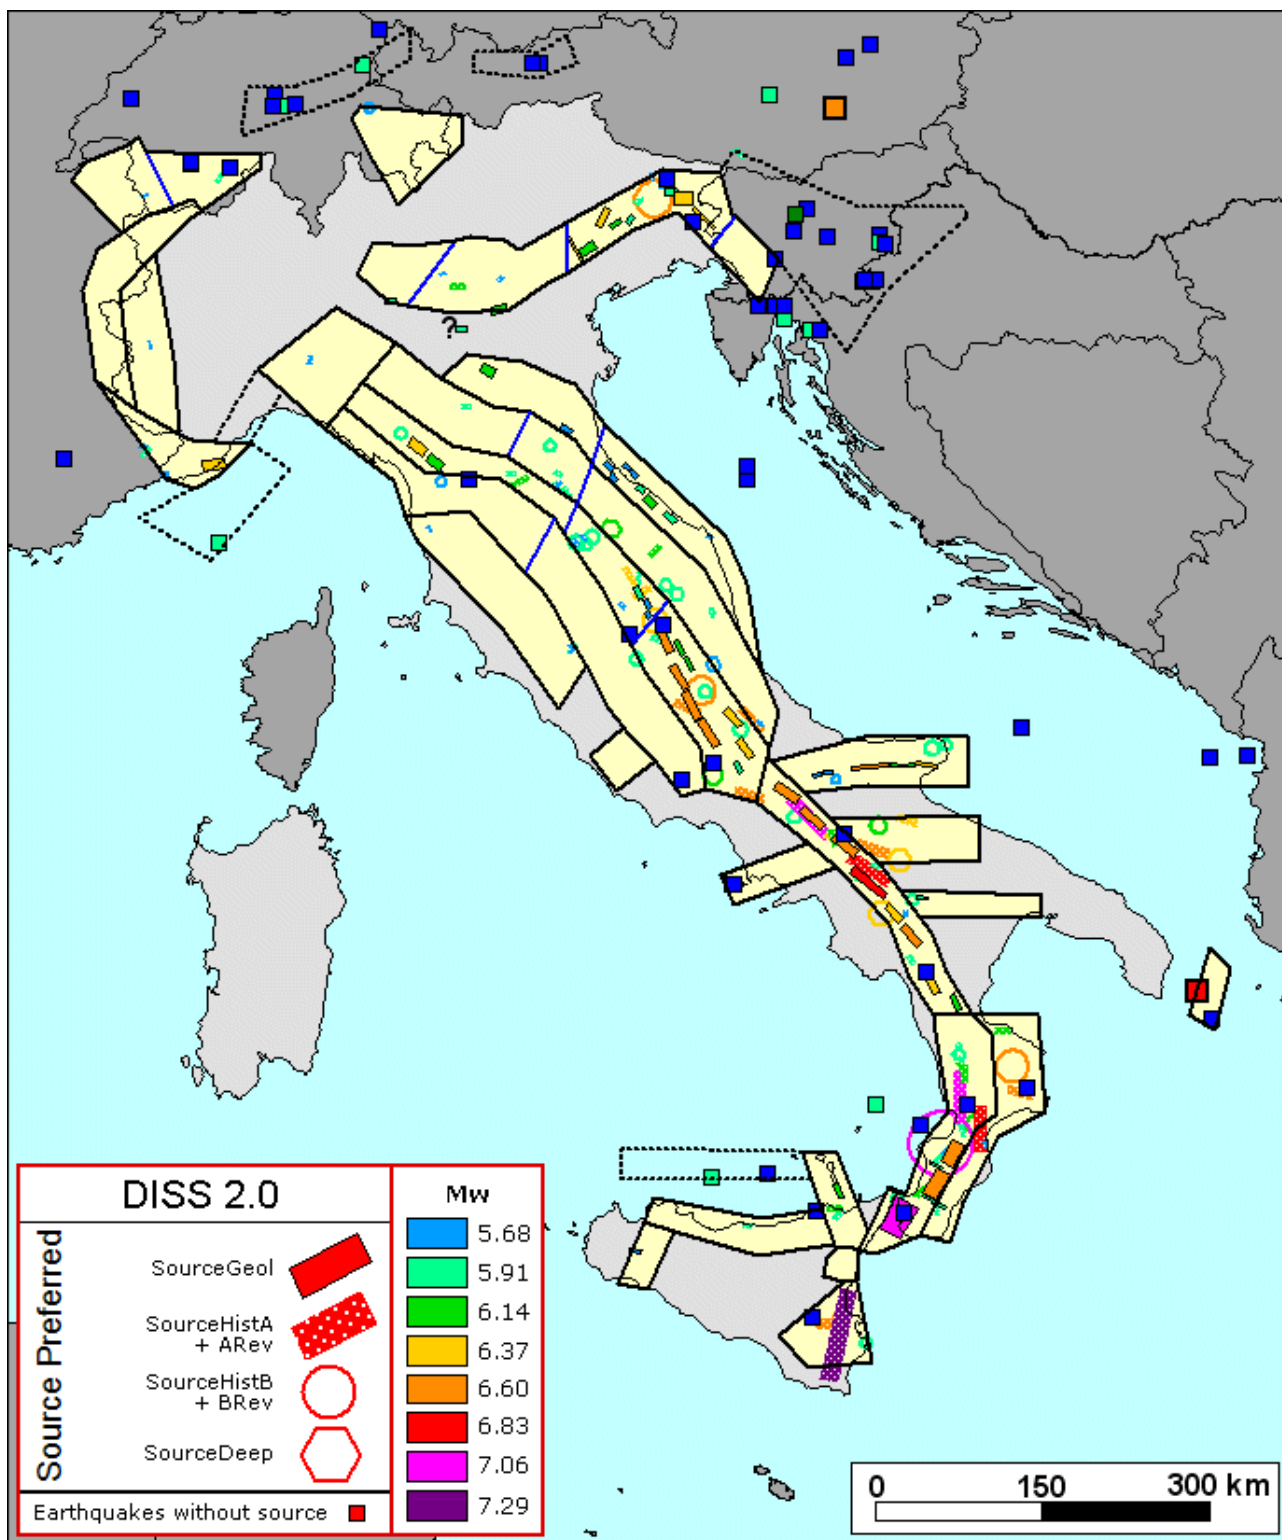 ?
DISS 2.0
Source Preferred
SourceGeol
SourceHistA
+ ARev
SourceHistB
+ BRev
SourceDeep
Earthquakes without source
Mw
5.68
5.91
6.14
6.37
6.60
6.83
7.06
7.29
0 150 300 km